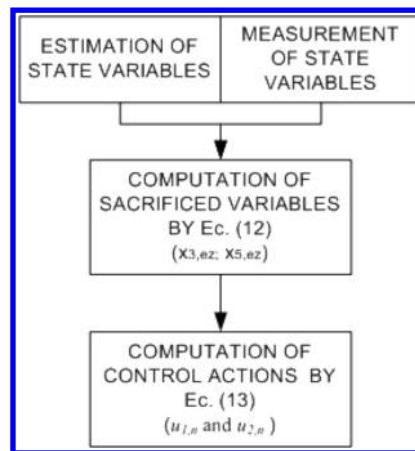 ESTIMATION OF
STATE VARIABLES
MEASUREMENT
OF STATE
VARIABLES
COMPUTATION OF
SACRIFICED VARIABLES
BY Ec. (12)
(x3,ez; x5,ez)
COMPUTATION OF
CONTROL ACTIONS BY
Ec. (13)
(u1,n and u2,n )